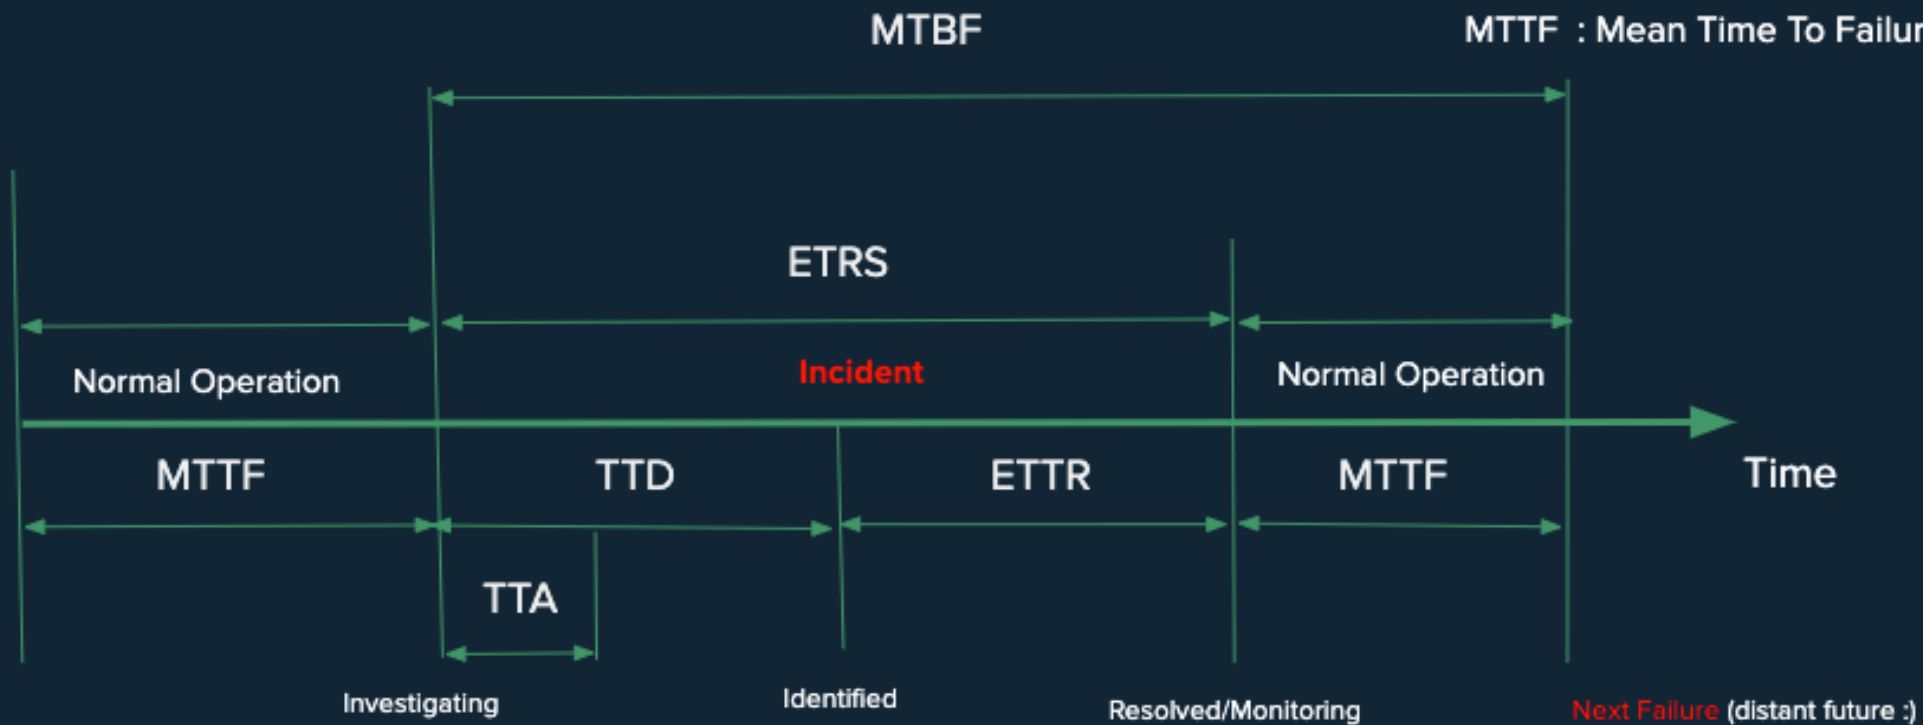 MTBF
MTTF : Mean Time To Failur
ETRS
Normal Operation
Incident
Normal Operation
MTTF
TTD
ETTR
MTTF
Time
TTA
Investigating
Identified
Resolved/Monitoring
Next Failure (distant future :)